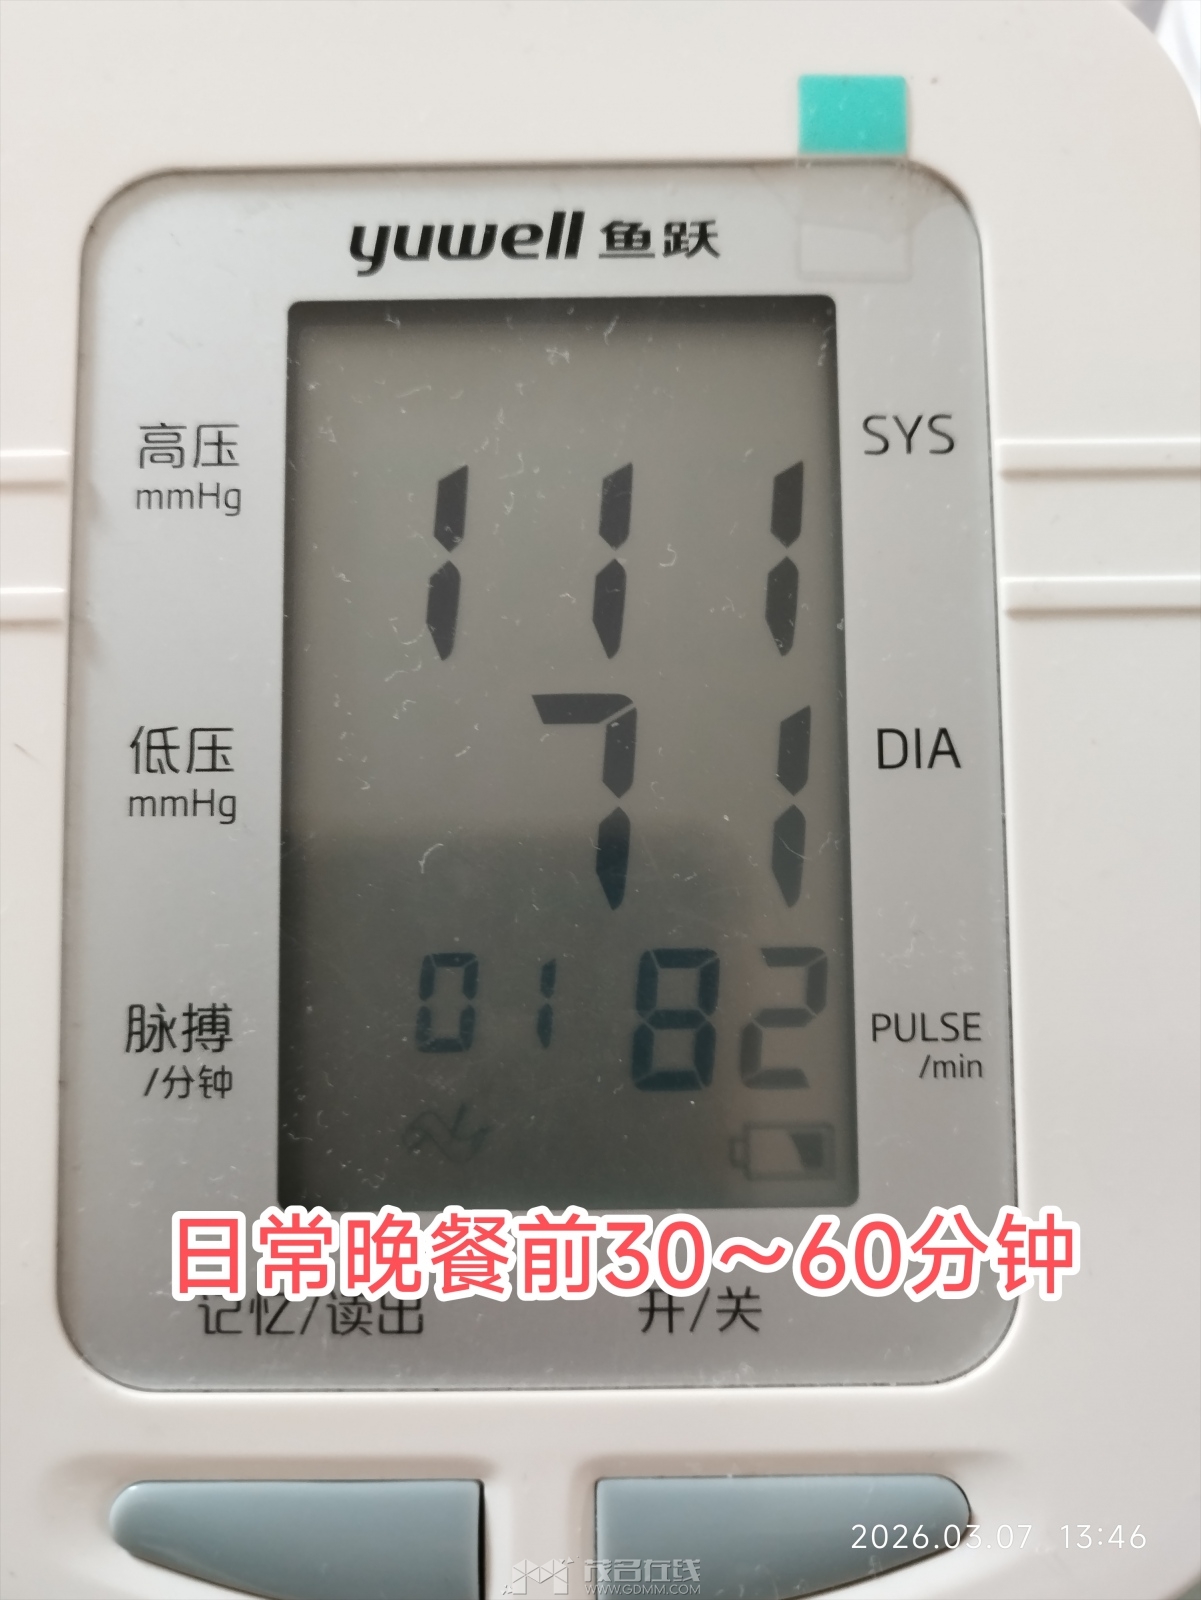 yuwell 鱼跃
高压
mmHg
SYS
111
低压
mmHg
DIA
71
脉搏
/分钟
01 82
PULSE
/min
日常晚餐前30～60分钟
记忆/读出
开/关
2026.03.07 13:46
茂名在线
WWW.GDMM.COM